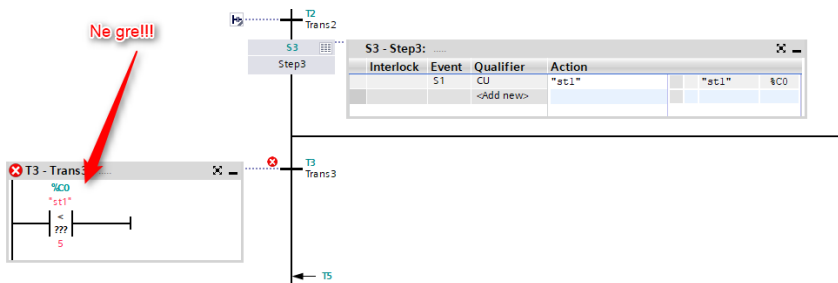 T2
Trans2
Ne gre!!!
S3
Step3
S3 - Step3: .....
Interlock Event Qualifier Action
S1 CU "st1" "st1" %C0
<Add new>
T3 - Trans3 .....
T3
Trans3
%C0
"st1"
<
???
5
T5